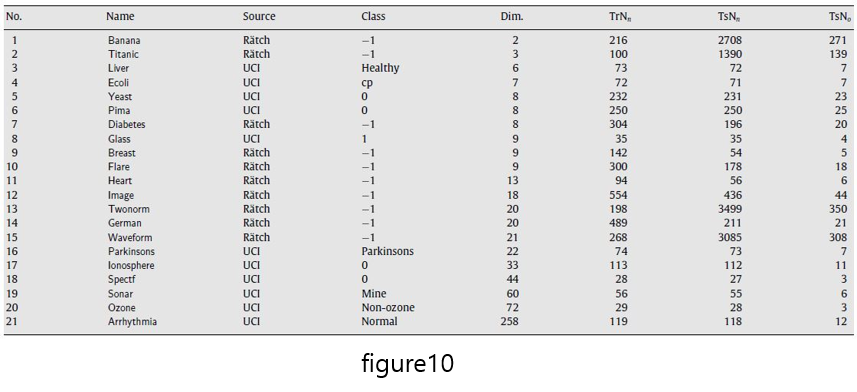 No. Name Source Class Dim. TrNn TsNn TsNo
1 Banana Rätch −1 2 216 2708 271
2 Titanic Rätch −1 3 100 1390 139
3 Liver UCI Healthy 6 73 72 7
4 Ecoli UCI cp 7 72 71 7
5 Yeast UCI 0 8 232 231 23
6 Pima UCI 0 8 250 250 25
7 Diabetes Rätch −1 8 304 196 20
8 Glass UCI 1 9 35 35 4
9 Breast Rätch −1 9 142 54 5
10 Flare Rätch −1 9 300 178 18
11 Heart Rätch −1 13 94 56 6
12 Image Rätch −1 18 554 436 44
13 Twonorm Rätch −1 20 198 3499 350
14 German Rätch −1 20 489 211 21
15 Waveform Rätch −1 21 268 3085 308
16 Parkinsons UCI Parkinsons 22 74 73 7
17 Ionosphere UCI 0 33 113 112 11
18 Spectf UCI 0 44 28 27 3
19 Sonar UCI Mine 60 56 55 6
20 Ozone UCI Non-ozone 72 29 28 3
21 Arrhythmia UCI Normal 258 119 118 12
figure10